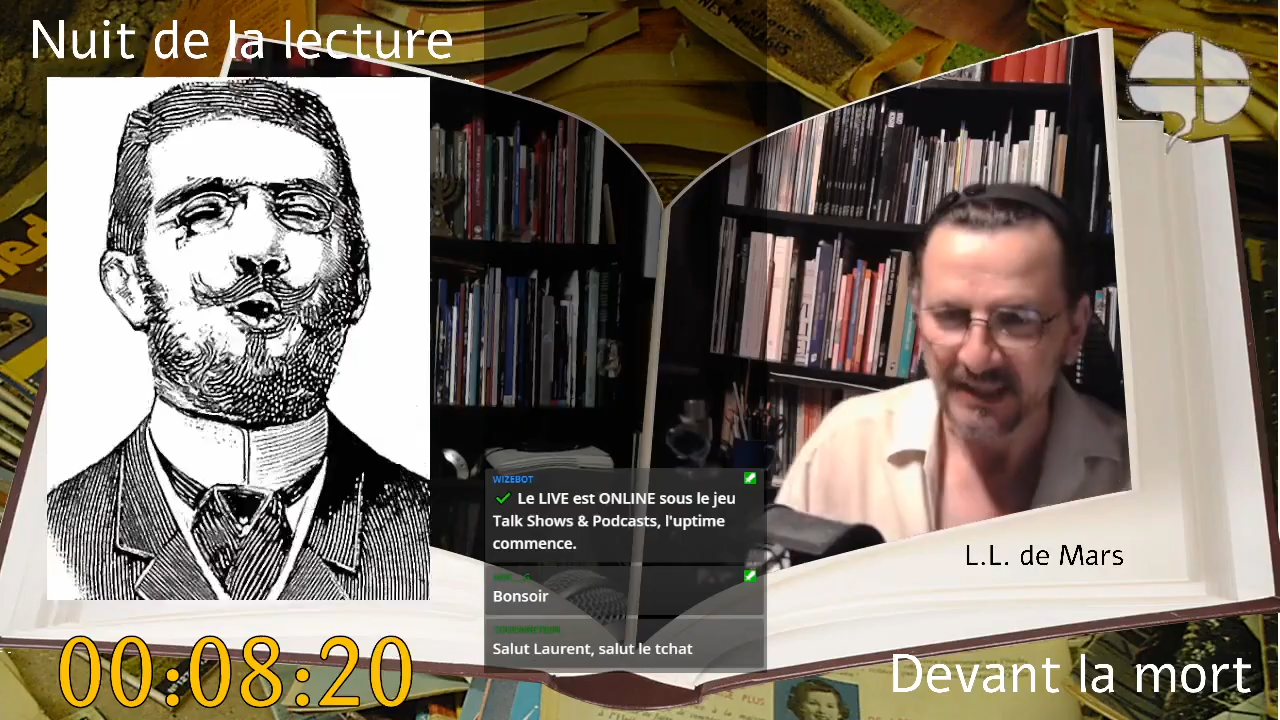 Nuit de la lecture
WIZEBOT
Le LIVE est ONLINE sous le jeu
Talk Shows & Podcasts, l'uptime
commence.
Bonsoir
Salut Laurent, salut le tchat
L.L. de Mars
00:08:20
Devant la mort
PLUS